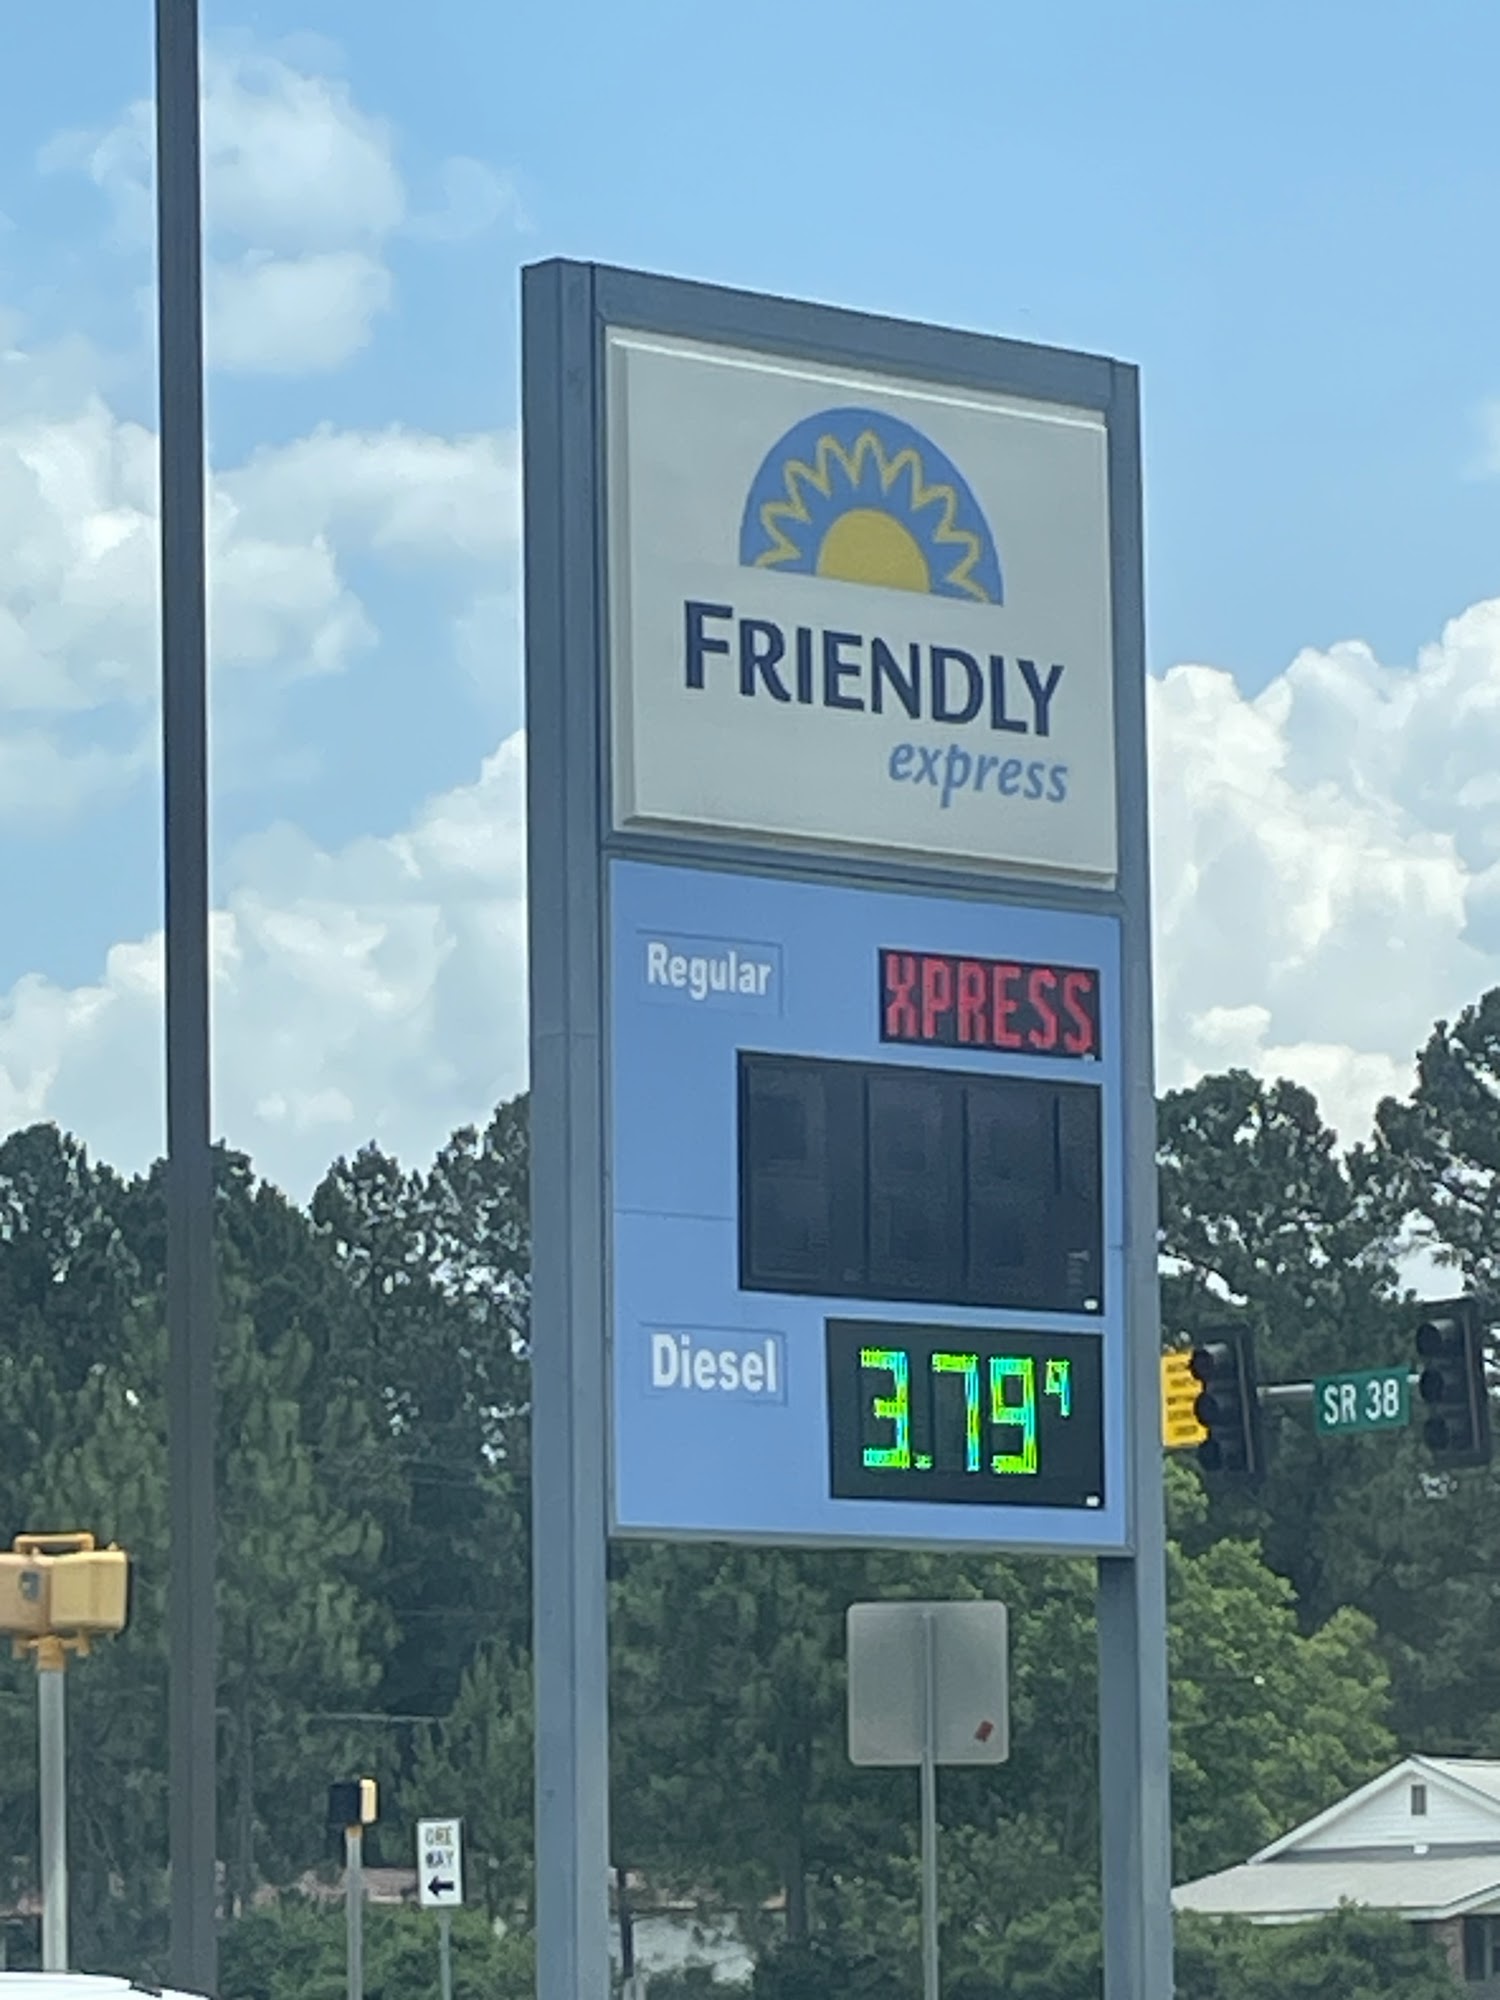 FRIENDLY
express
Regular
XPRESS
Diesel
3.79⁹
SR 38
ONE
WAY